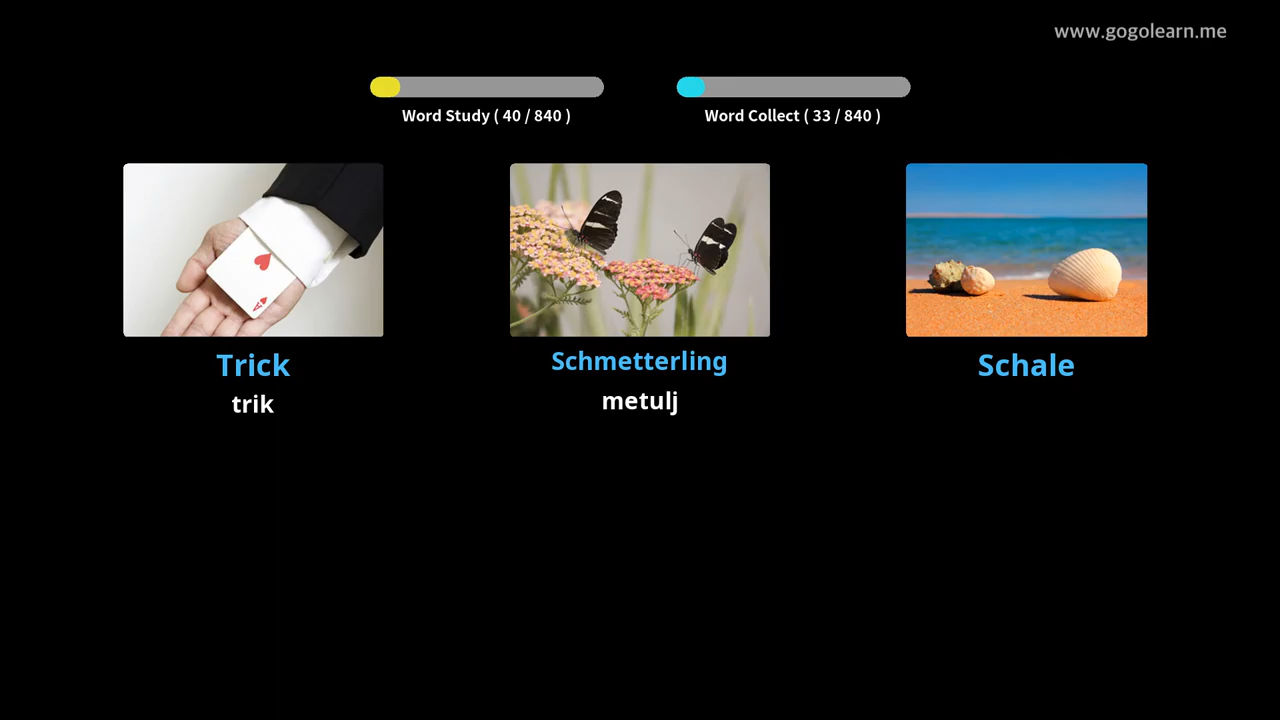 www.gogolearn.me
Word Study ( 40 / 840 )
Word Collect ( 33 / 840 )
Trick
Schmetterling
Schale
trik
metulj